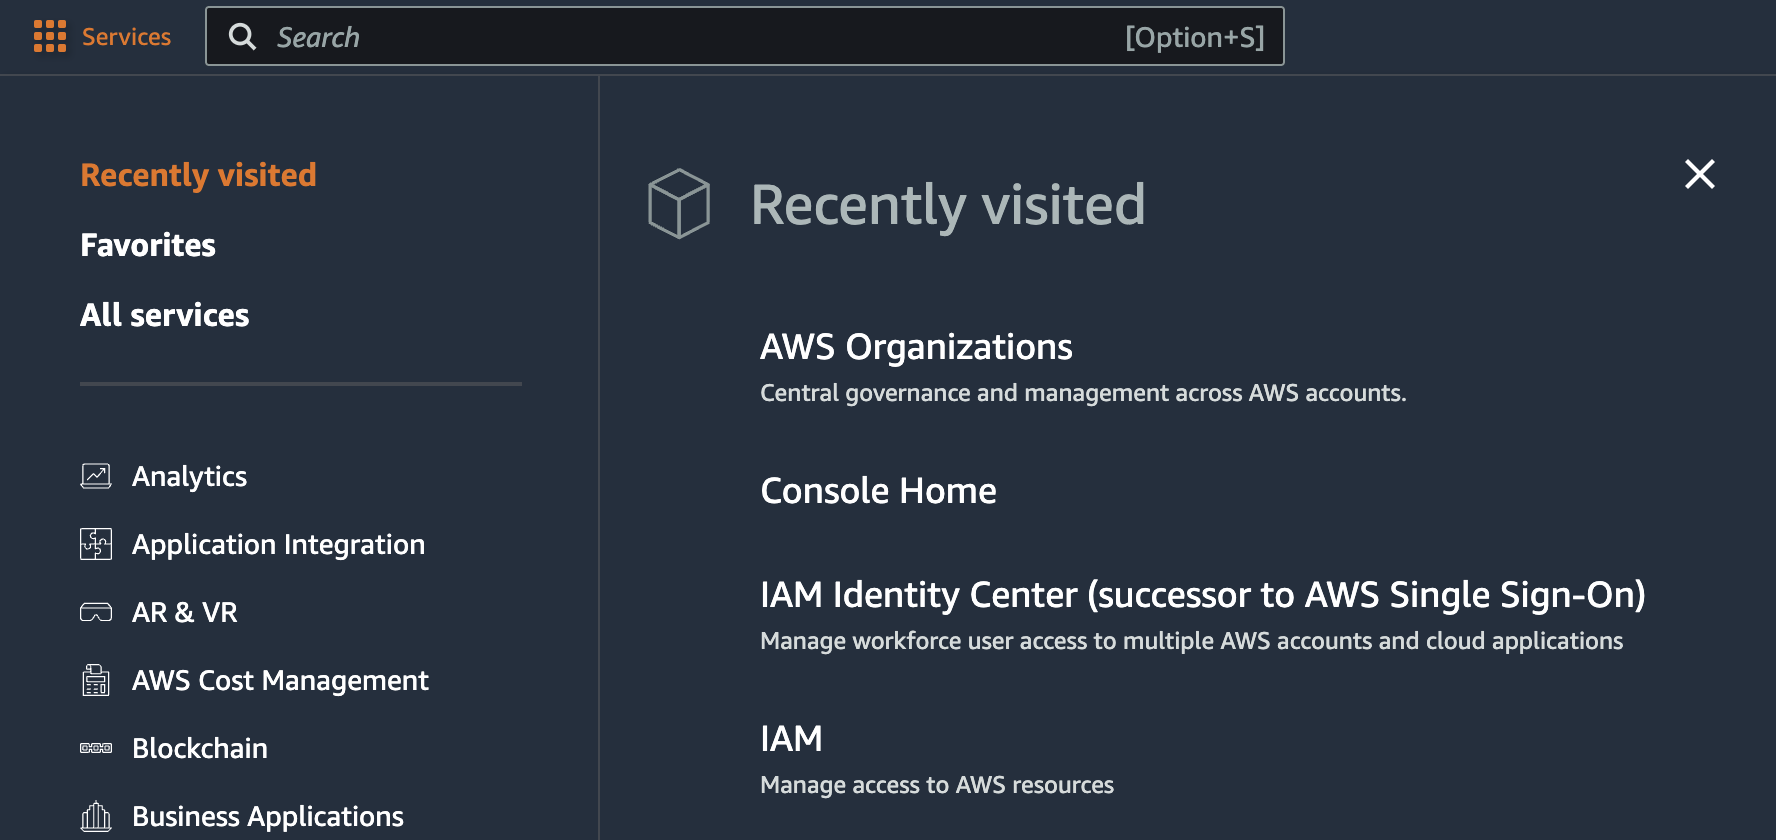 Services
Search [Option+S]
Recently visited
Favorites
All services
Analytics
Application Integration
AR & VR
AWS Cost Management
Blockchain
Business Applications
Recently visited
AWS Organizations
Central governance and management across AWS accounts.
Console Home
IAM Identity Center (successor to AWS Single Sign-On)
Manage workforce user access to multiple AWS accounts and cloud applications
IAM
Manage access to AWS resources